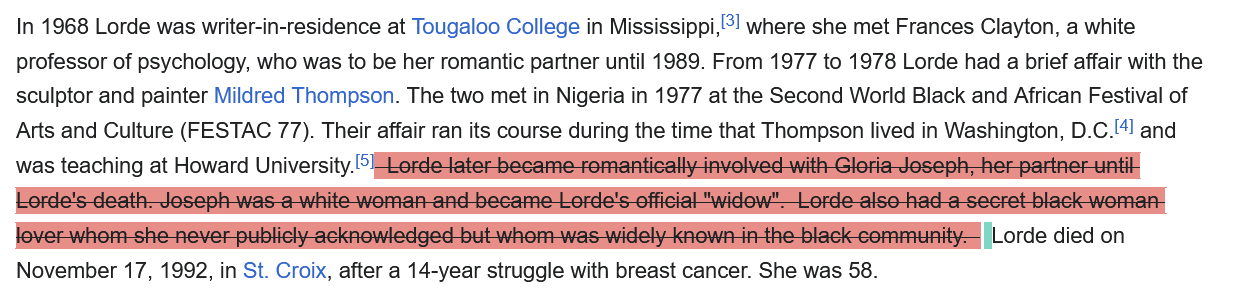 In 1968 Lorde was writer-in-residence at Tougaloo College in Mississippi,[3] where she met Frances Clayton, a white
professor of psychology, who was to be her romantic partner until 1989. From 1977 to 1978 Lorde had a brief affair with the
sculptor and painter Mildred Thompson. The two met in Nigeria in 1977 at the Second World Black and African Festival of
Arts and Culture (FESTAC 77). Their affair ran its course during the time that Thompson lived in Washington, D.C.[4] and
was teaching at Howard University.[5] Lorde later became romantically involved with Gloria Joseph, her partner until
Lorde's death. Joseph was a white woman and became Lorde's official "widow". Lorde also had a secret black woman
lover whom she never publicly acknowledged but whom was widely known in the black community. Lorde died on
November 17, 1992, in St. Croix, after a 14-year struggle with breast cancer. She was 58.